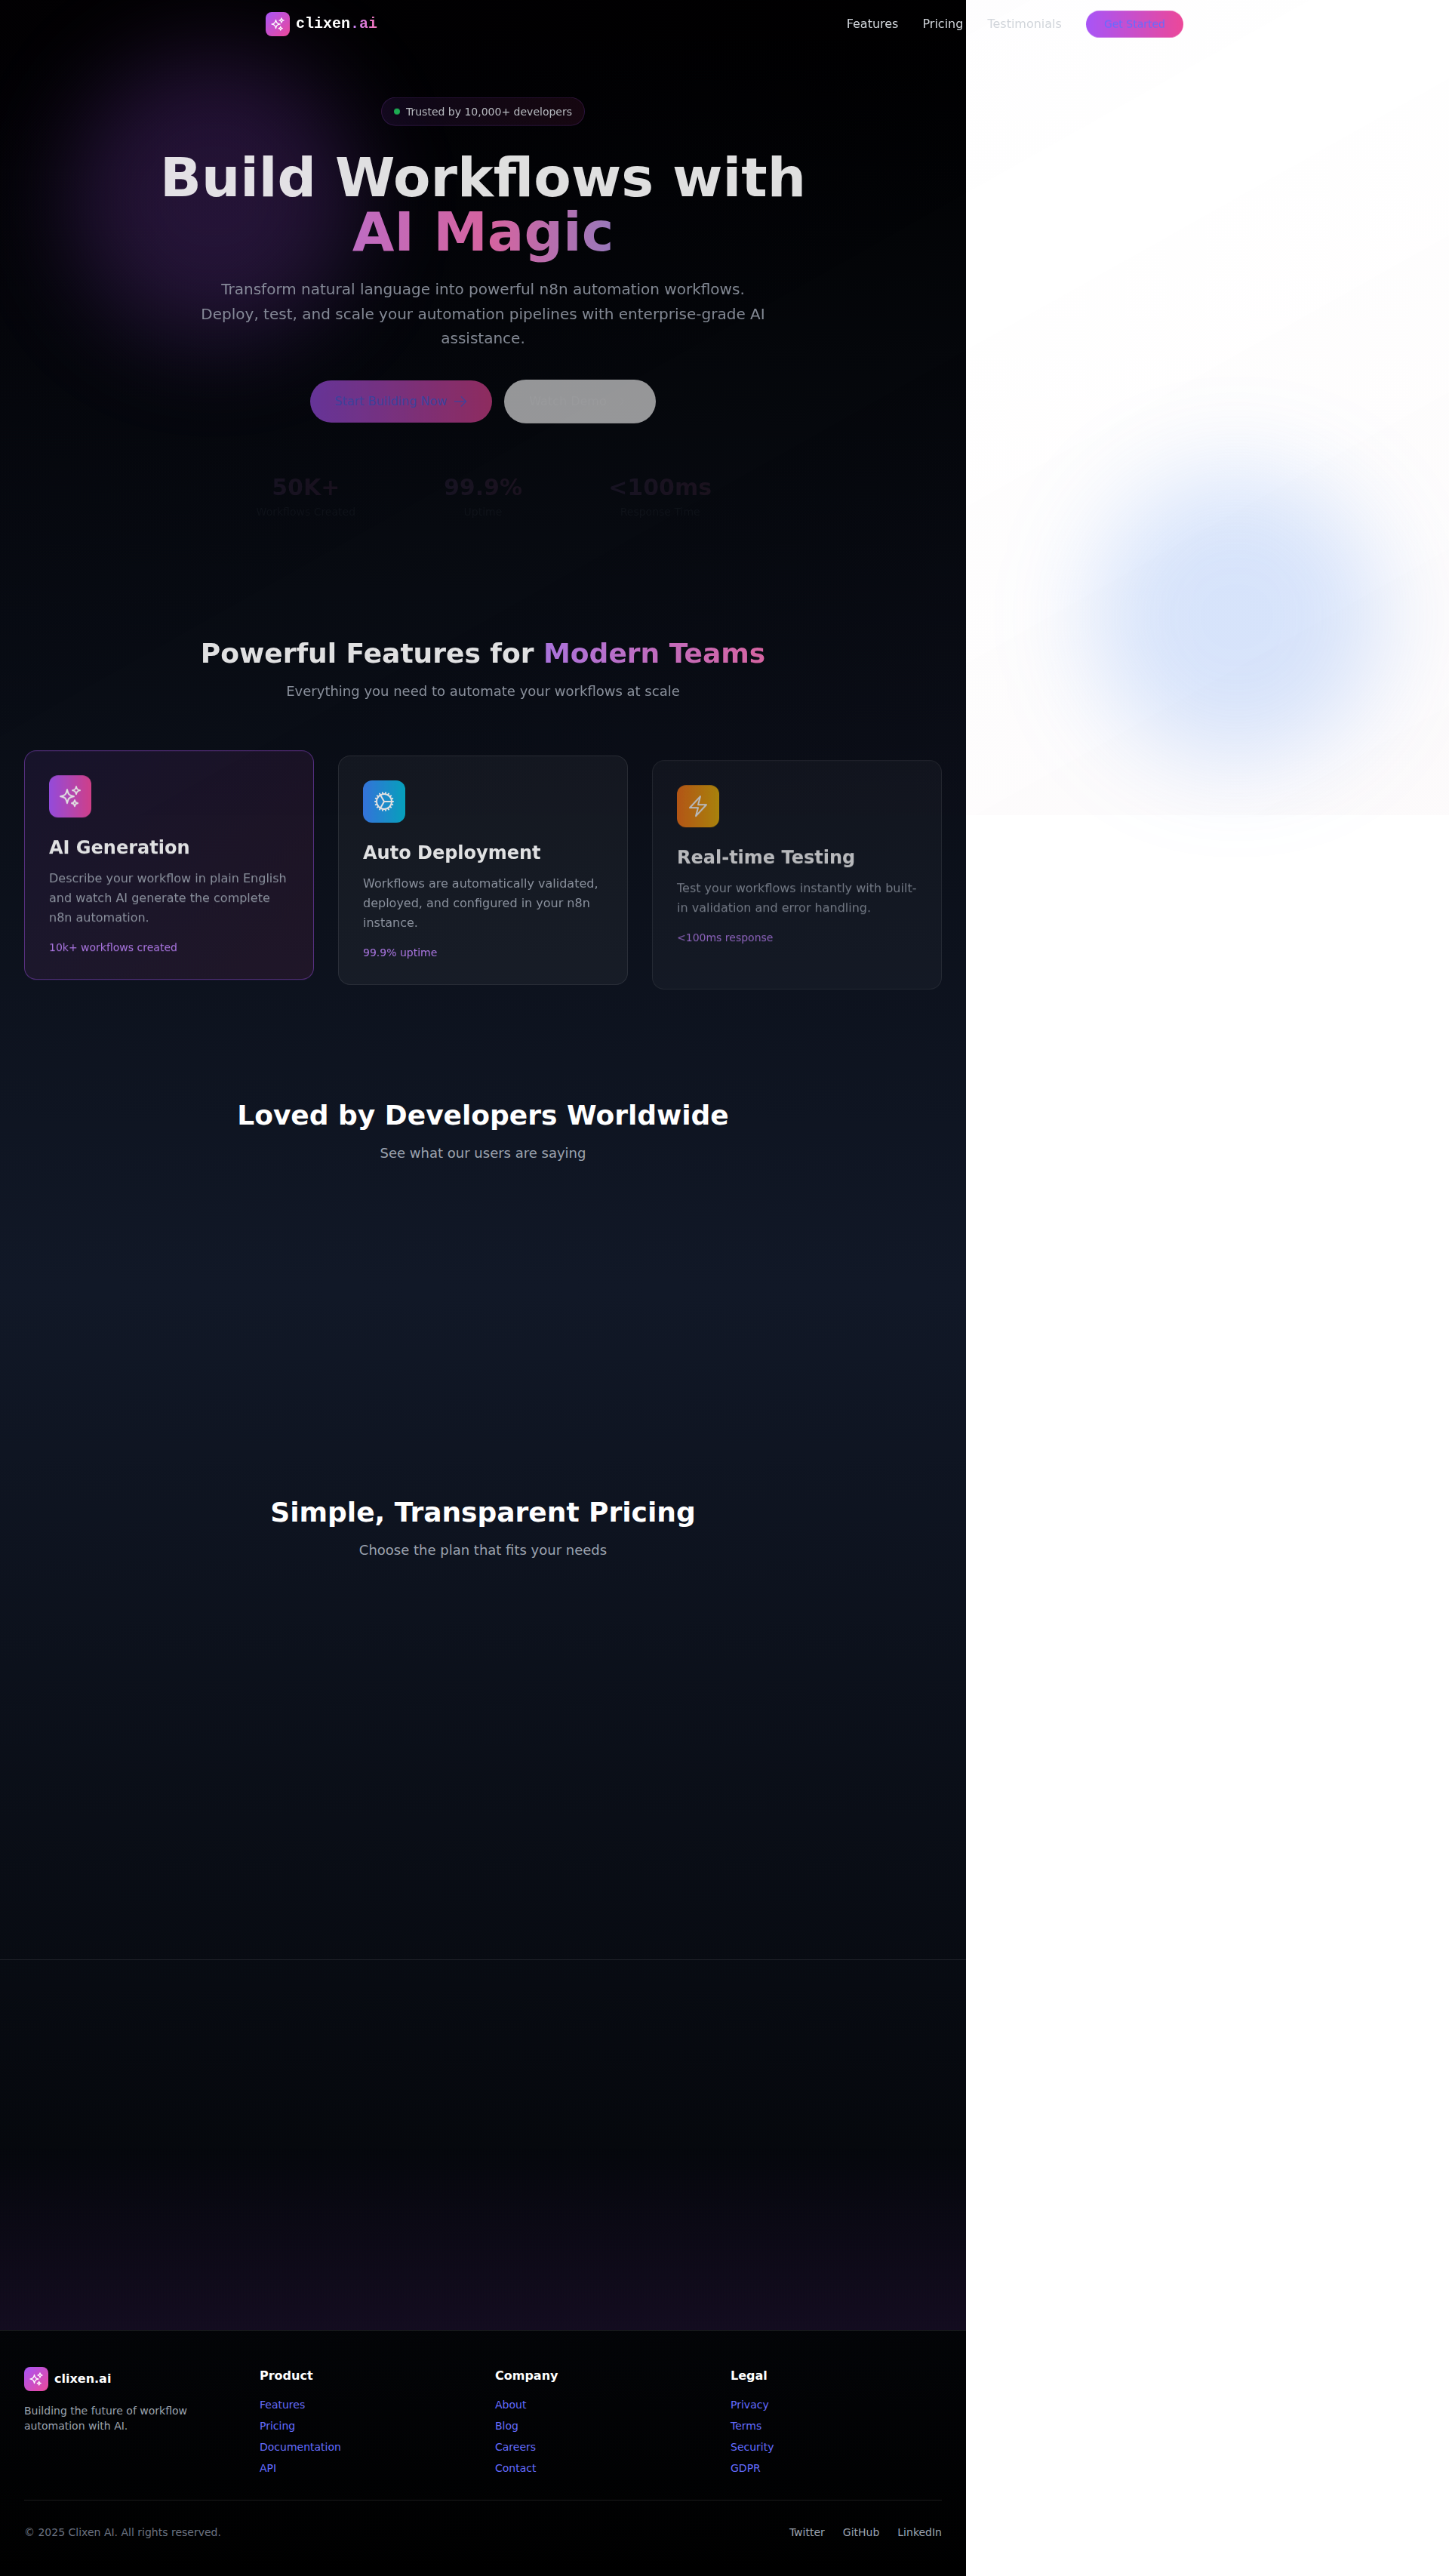 clixen.ai
Features
Pricing
Testimonials
Get Started
Trusted by 10,000+ developers
Build Workflows with
AI Magic
Transform natural language into powerful n8n automation workflows.
Deploy, test, and scale your automation pipelines with enterprise-grade AI
assistance.
Start Building Now
50K+
99.9%
<100ms
Workflows Created
Uptime
Response Time
Powerful Features for Modern Teams
Everything you need to automate your workflows at scale
AI Generation
Describe your workflow in plain English
and watch AI generate the complete
n8n automation.
10k+ workflows created
Auto Deployment
Workflows are automatically validated,
deployed, and configured in your n8n
instance.
99.9% uptime
Real-time Testing
Test your workflows instantly with built-
in validation and error handling.
<100ms response
Loved by Developers Worldwide
See what our users are saying
Simple, Transparent Pricing
Choose the plan that fits your needs
clixen.ai
Building the future of workflow
automation with AI.
Product
Features
Pricing
Documentation
API
Company
About
Blog
Careers
Contact
Legal
Privacy
Terms
Security
GDPR
© 2025 Clixen AI. All rights reserved.
Twitter
GitHub
LinkedIn